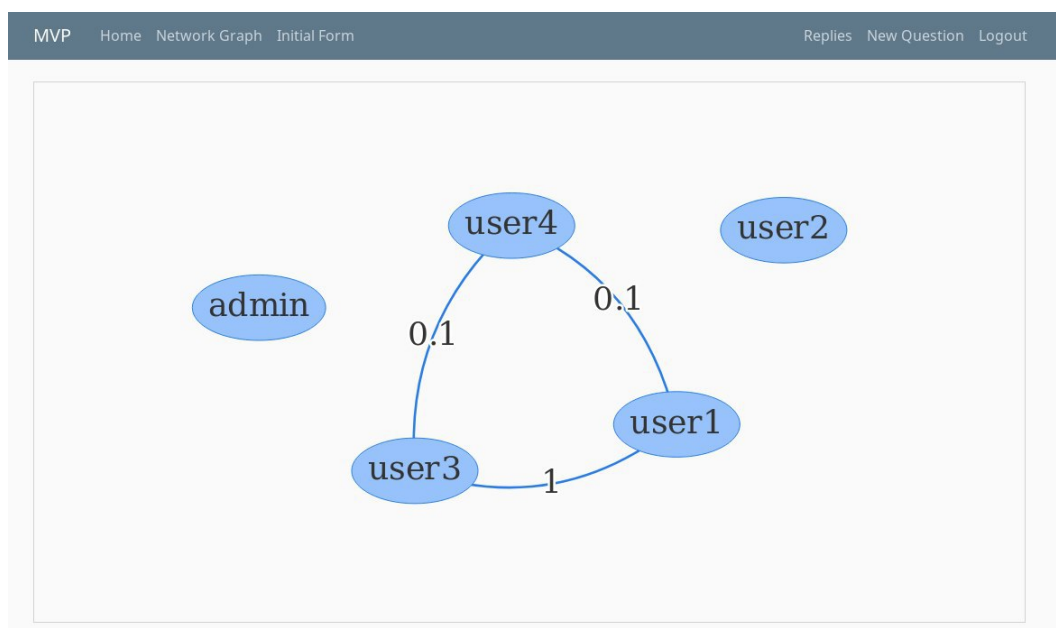 MVP Home Network Graph Initial Form Replies New Question Logout
user4
user2
admin
0.1
0.1
user1
user3
1